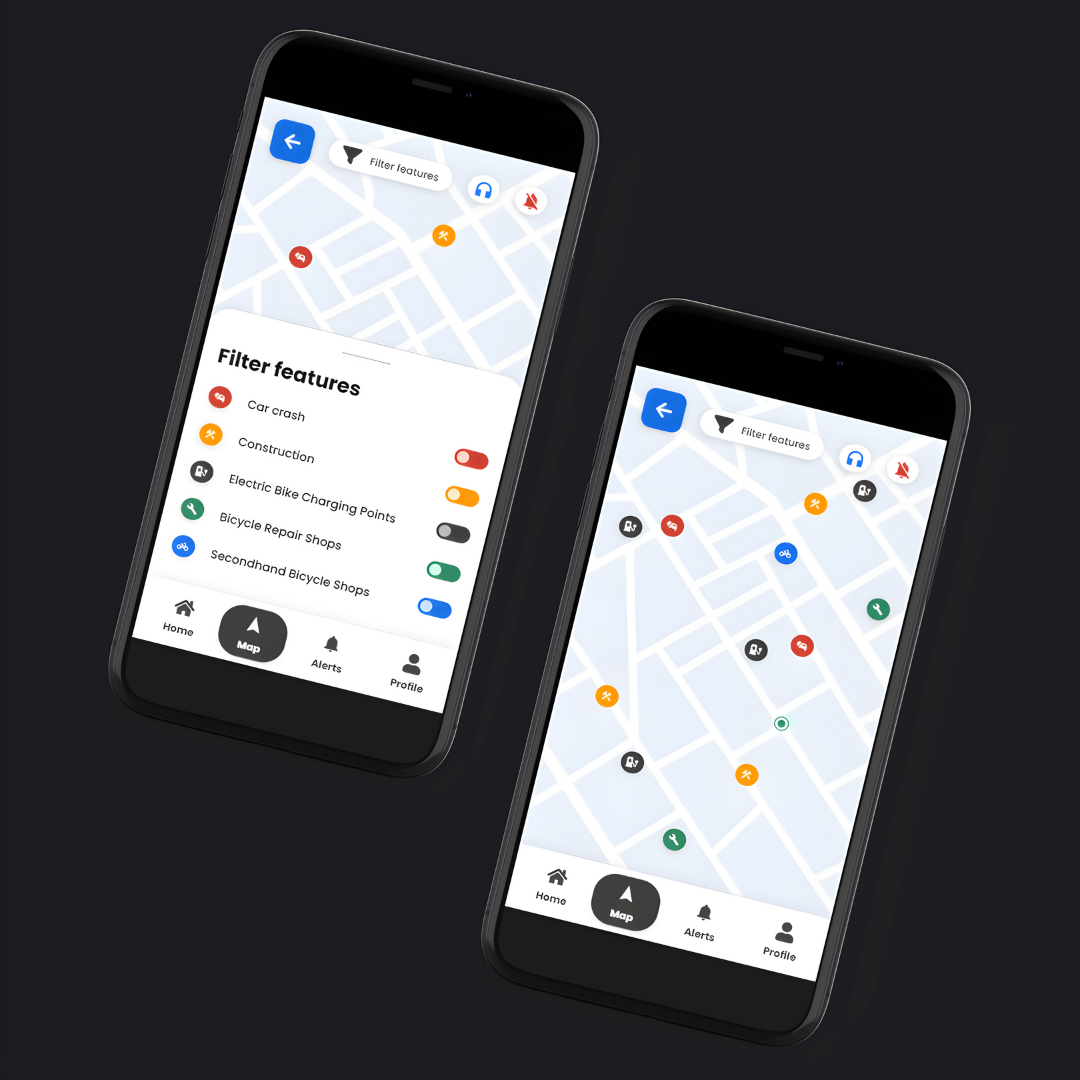 Filter features
Filter features
Car crash
Construction
Electric Bike Charging Points
Bicycle Repair Shops
Secondhand Bicycle Shops
Home
Map
Alerts
Profile
Filter features
Home
Map
Alerts
Profile